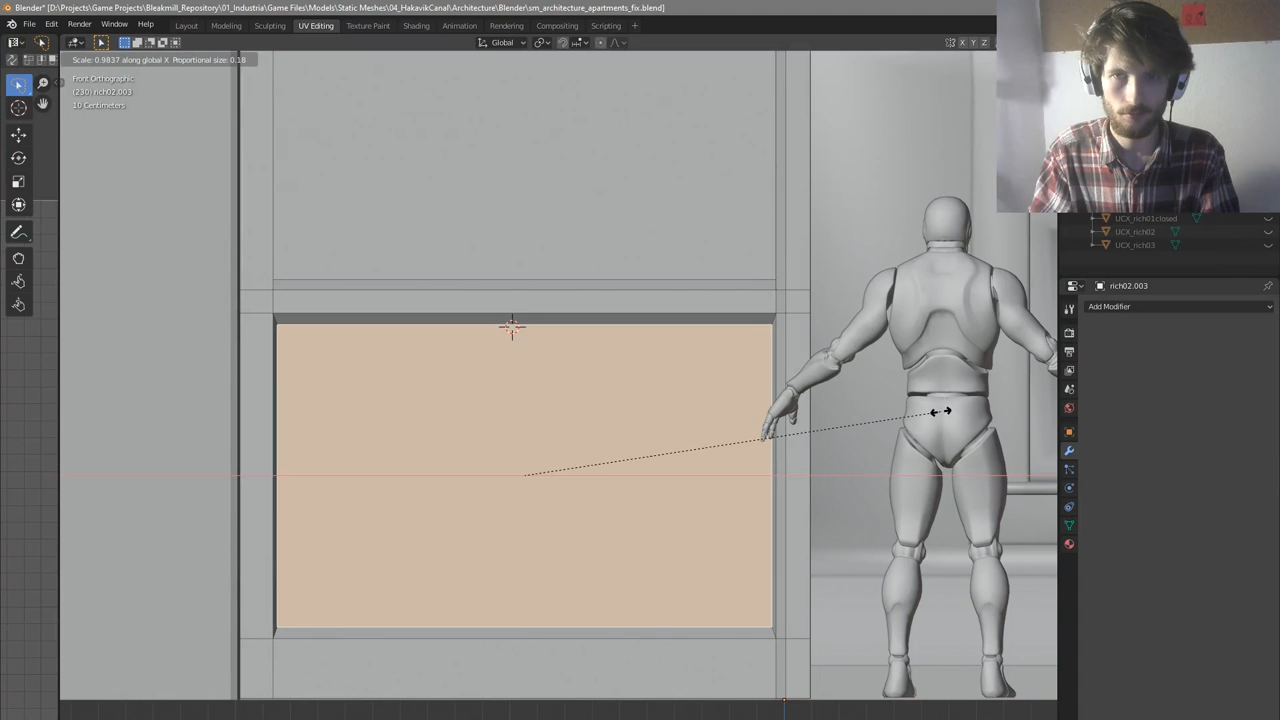 Blender* [D:\Projects\Game Projects\Bleakmill_Repository\01_Industria\Game Files\Models\Static Meshes\04_HakavikCanal\Architecture\Blender\sm_architecture_apartments_fix.blend]
File Edit Render Window Help Layout Modeling Sculpting UV Editing Texture Paint Shading Animation Rendering Compositing Scripting +
Global X Y Z
Scale: 0.9837 along global X Proportional size: 0.18
Front Orthographic
(230) rich02.003
10 Centimeters
UCX_rich01closed
UCX_rich02
UCX_rich03
rich02.003
Add Modifier